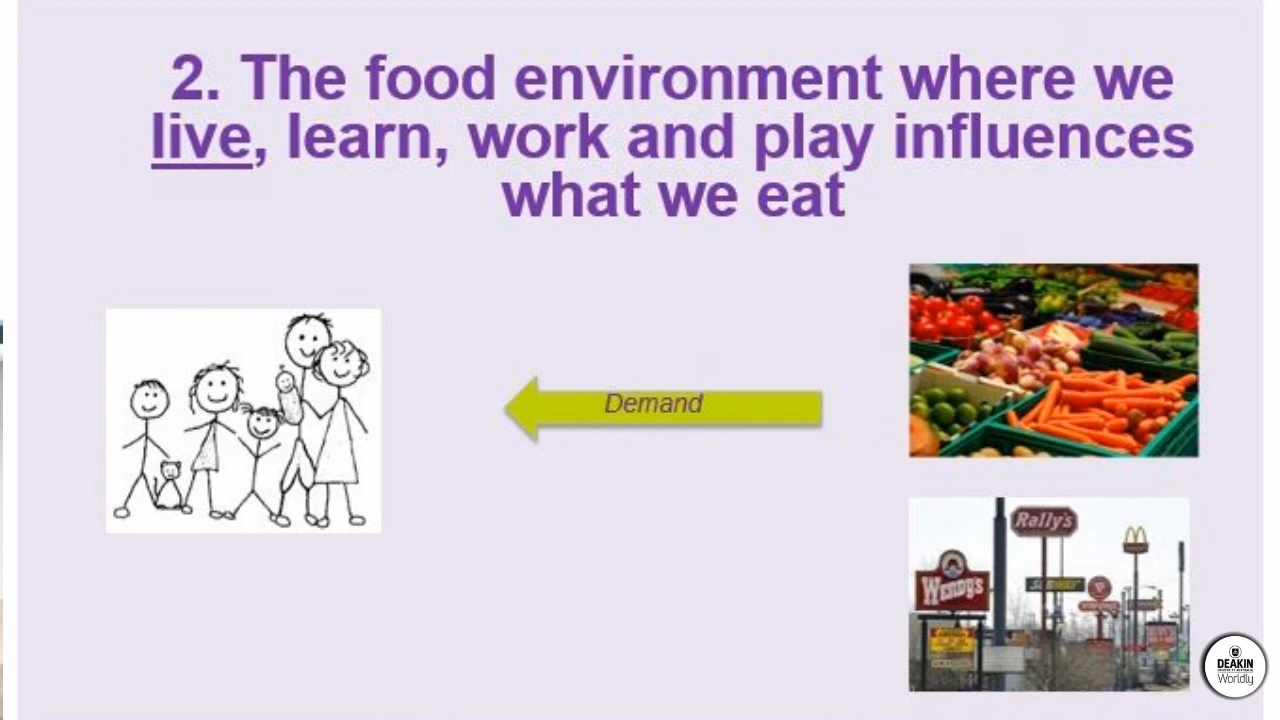 2. The food environment where we
live, learn, work and play influences
what we eat
Demand
Rally's
WENDY'S
SUBWAY
DEAKIN
Worldly